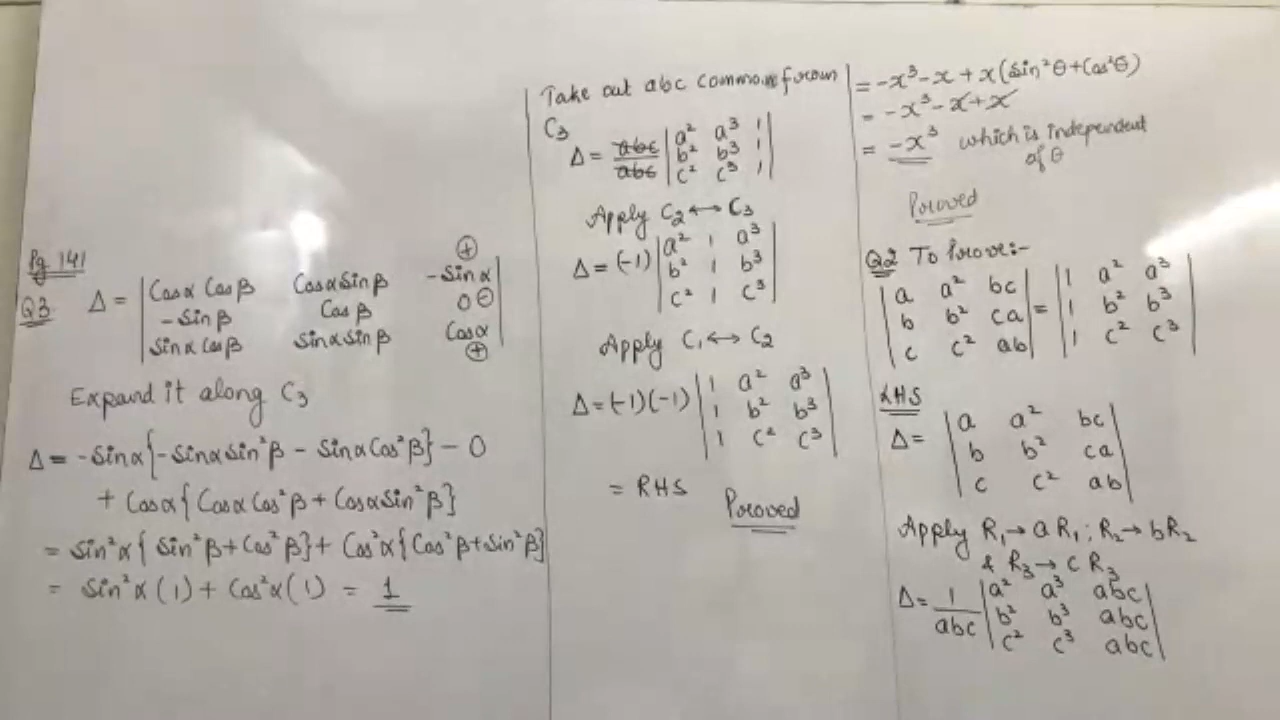 Pg 141
Q3 Δ = | Cosα Cosβ Cosα Sinβ -Sinα |
| -Sinβ Cosβ 0 |
| Sinα Cosβ Sinα Sinβ Cosα |
⊕
⊖
⊕
Expand it along C₃
Δ = -Sinα{-Sinα Sin²β - Sinα Cos²β} - 0
+ Cosα{Cosα Cos²β + Cosα Sin²β}
= Sin²α{Sin²β + Cos²β} + Cos²α{Cos²β + Sin²β}
= Sin²α (1) + Cos²α (1) = 1
Take out abc common from
C₃
Δ = abc/abc | a² a³ 1 |
| b² b³ 1 |
| c² c³ 1 |
Apply C₂ ↔ C₃
Δ = (-1) | a² 1 a³ |
| b² 1 b³ |
| c² 1 c³ |
Apply C₁ ↔ C₂
Δ = (-1)(-1) | 1 a² a³ |
| 1 b² b³ |
| 1 c² c³ |
= RHS
Proved
= -x³ - x + x (Sin²θ + Cos²θ)
= -x³ - x + x
= -x³ which is independent
of θ
Proved
Q2 To Prove:-
| a a² bc | = | 1 a² a³ |
| b b² ca | | 1 b² b³ |
| c c² ab | | 1 c² c³ |
LHS
Δ = | a a² bc |
| b b² ca |
| c c² ab |
Apply R₁ → a R₁ ; R₂ → b R₂
& R₃ → c R₃
Δ = 1/abc | a² a³ abc |
| b² b³ abc |
| c² c³ abc |